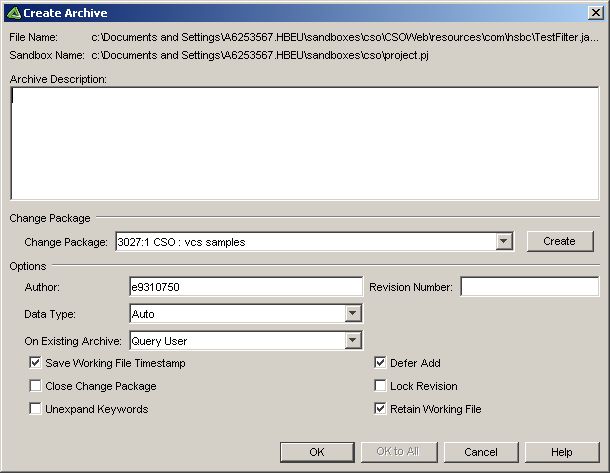 Create Archive
File Name: c:\Documents and Settings\A6253567.HBEU\sandboxes\cso\CSOWeb\resources\com\hsbc\TestFilter.ja...
Sandbox Name: c:\Documents and Settings\A6253567.HBEU\sandboxes\cso\project.pj
Archive Description:
Change Package
Change Package: 3027:1 CSO : vcs samples Create
Options
Author: e9310750 Revision Number:
Data Type: Auto
On Existing Archive: Query User
Save Working File Timestamp Defer Add
Close Change Package Lock Revision
Unexpand Keywords Retain Working File
OK OK to All Cancel Help